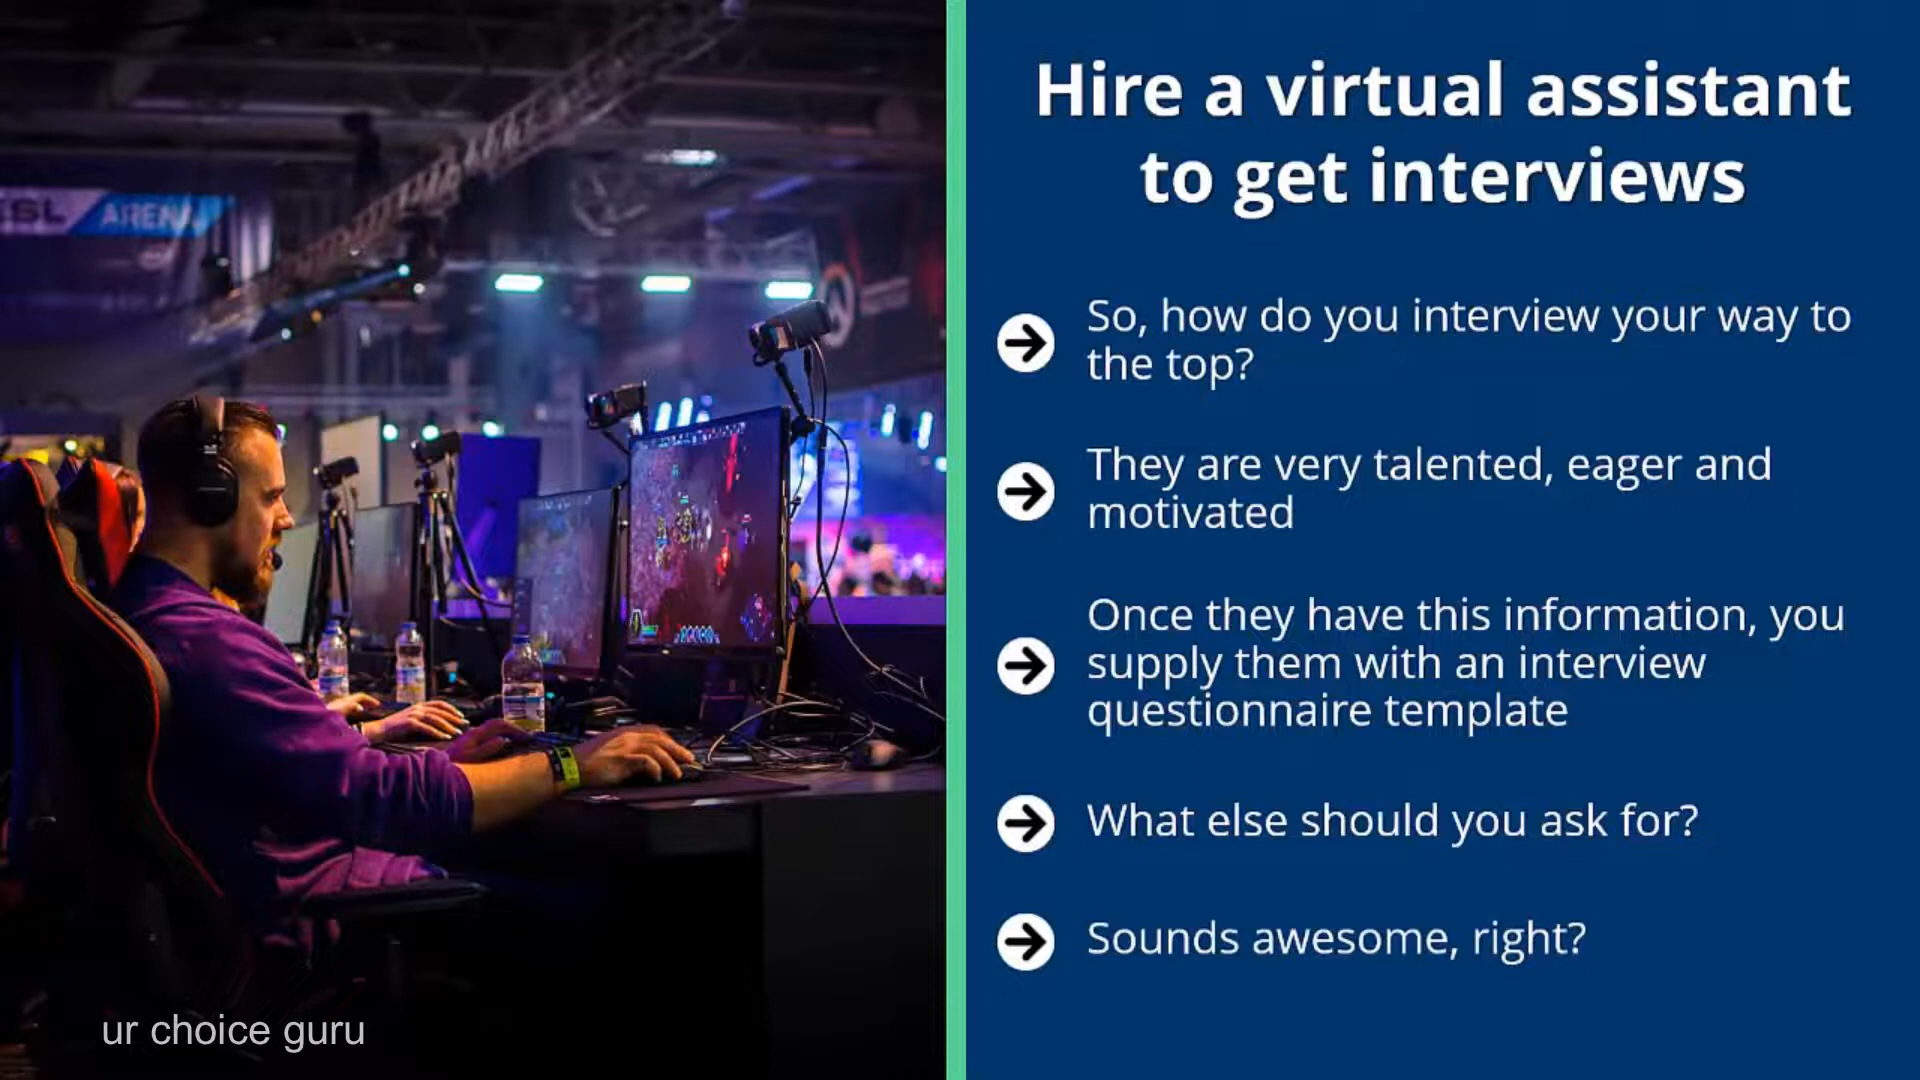 ESL ARENA
Hire a virtual assistant
to get interviews
So, how do you interview your way to
the top?
They are very talented, eager and
motivated
Once they have this information, you
supply them with an interview
questionnaire template
What else should you ask for?
Sounds awesome, right?
ur choice guru